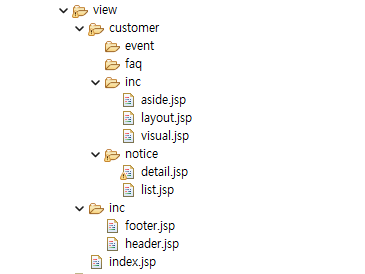 view
customer
event
faq
inc
aside.jsp
layout.jsp
visual.jsp
notice
detail.jsp
list.jsp
inc
footer.jsp
header.jsp
index.jsp